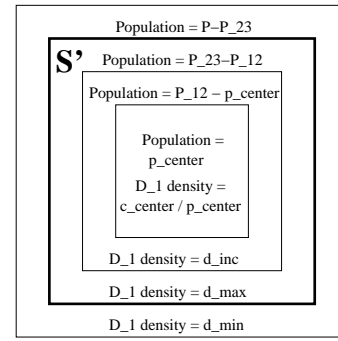 Population = P−P_23
S’
Population = P_23−P_12
Population = P_12 − p_center
Population =
p_center
D_1 density =
c_center / p_center
D_1 density = d_inc
D_1 density = d_max
D_1 density = d_min